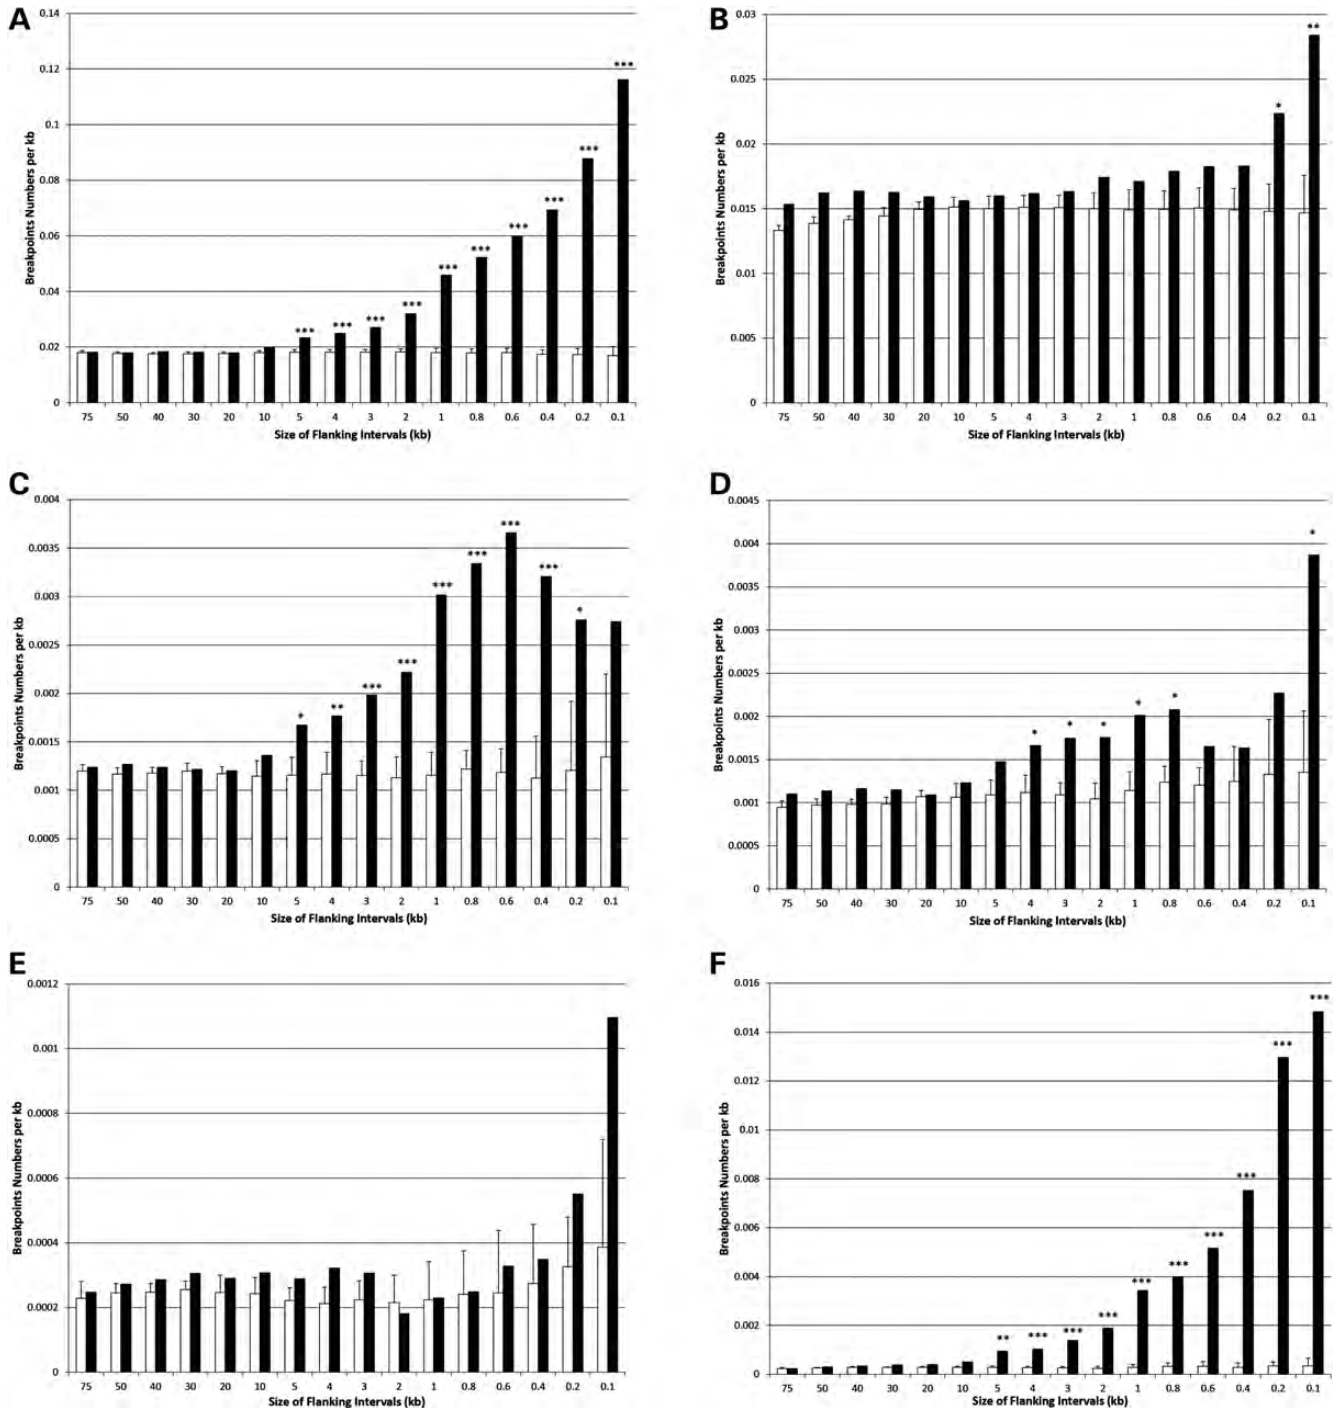 A
Breakpoints Numbers per kb
0.14
0.12
0.1
0.08
0.06
0.04
0.02
0
*** *** *** *** *** *** *** *** *** ***
75 50 40 30 20 10 5 4 3 2 1 0.8 0.6 0.4 0.2 0.1
Size of Flanking Intervals (kb)
B
Breakpoints Numbers per kb
0.03
0.025
0.02
0.015
0.01
0.005
0
* **
75 50 40 30 20 10 5 4 3 2 1 0.8 0.6 0.4 0.2 0.1
Size of Flanking Intervals (kb)
C
Breakpoints Numbers per kb
0.004
0.0035
0.003
0.0025
0.002
0.0015
0.001
0.0005
0
* ** *** *** *** *** *** *** *
75 50 40 30 20 10 5 4 3 2 1 0.8 0.6 0.4 0.2 0.1
Size of Flanking Intervals (kb)
D
Breakpoints Numbers per kb
0.0045
0.004
0.0035
0.003
0.0025
0.002
0.0015
0.001
0.0005
0
* * * * * *
75 50 40 30 20 10 5 4 3 2 1 0.8 0.6 0.4 0.2 0.1
Size of Flanking Intervals (kb)
E
Breakpoints Numbers per kb
0.0012
0.001
0.0008
0.0006
0.0004
0.0002
0
75 50 40 30 20 10 5 4 3 2 1 0.8 0.6 0.4 0.2 0.1
Size of Flanking Intervals (kb)
F
Breakpoints Numbers per kb
0.016
0.014
0.012
0.01
0.008
0.006
0.004
0.002
0
** *** *** *** *** *** *** *** *** ***
75 50 40 30 20 10 5 4 3 2 1 0.8 0.6 0.4 0.2 0.1
Size of Flanking Intervals (kb)